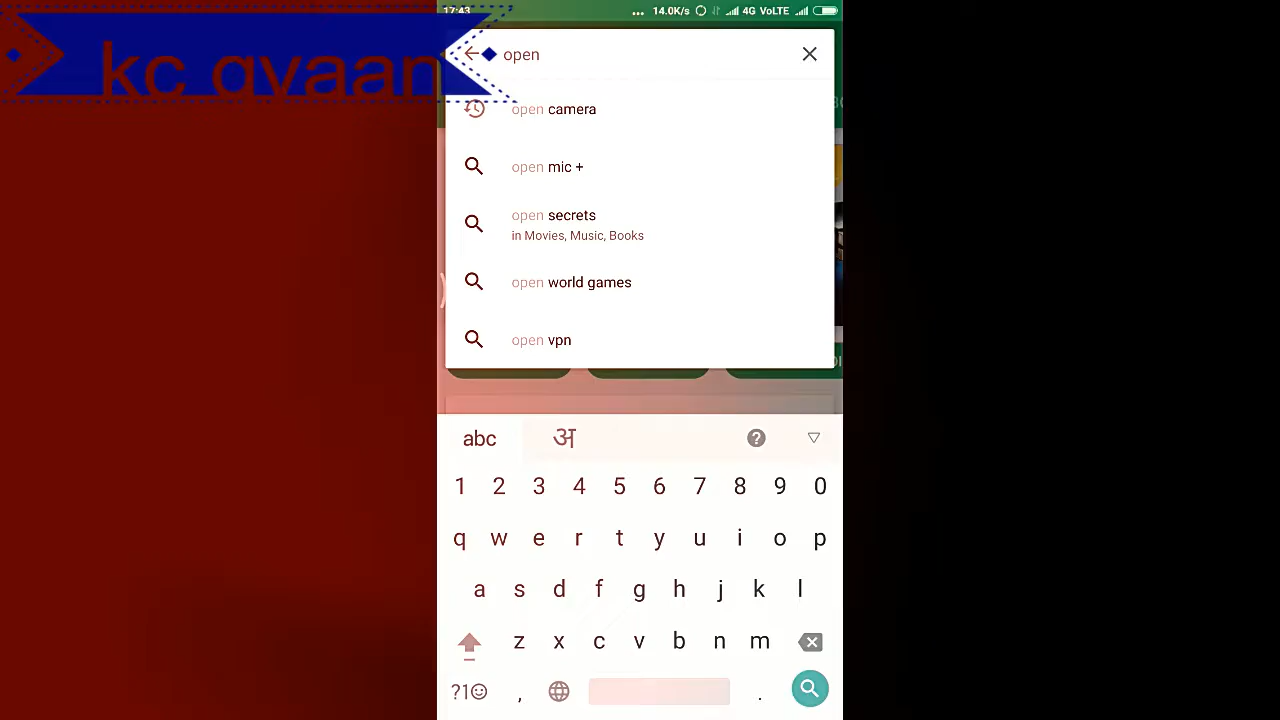 17:43
... 14.0K/s 4G VoLTE
kc gyaan
open
open camera
open mic +
open secrets
in Movies, Music, Books
open world games
open vpn
abc अ
1 2 3 4 5 6 7 8 9 0
q w e r t y u i o p
a s d f g h j k l
z x c v b n m
?1☺ , .